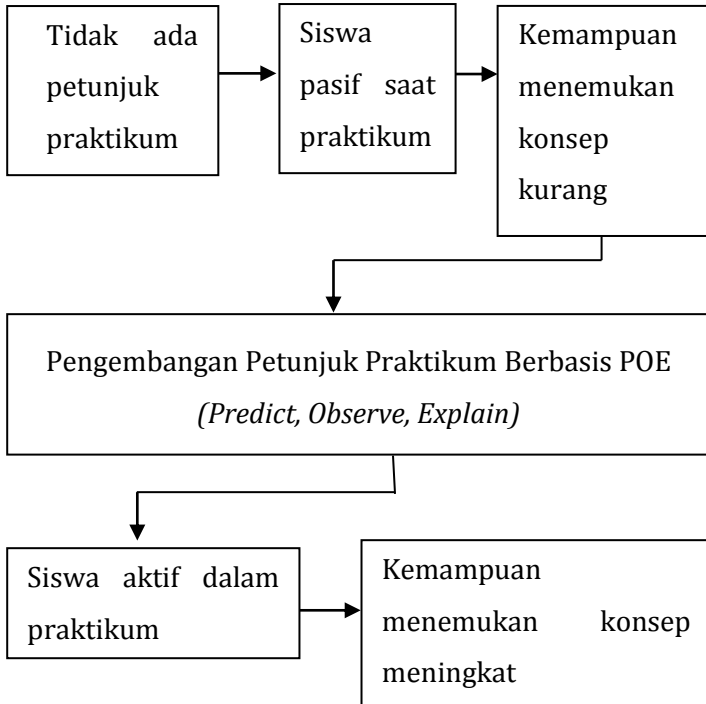 Tidak ada
petunjuk
praktikum
Siswa
pasif saat
praktikum
Kemampuan
menemukan
konsep
kurang
Pengembangan Petunjuk Praktikum Berbasis POE
(Predict, Observe, Explain)
Siswa aktif dalam
praktikum
Kemampuan
menemukan konsep
meningkat